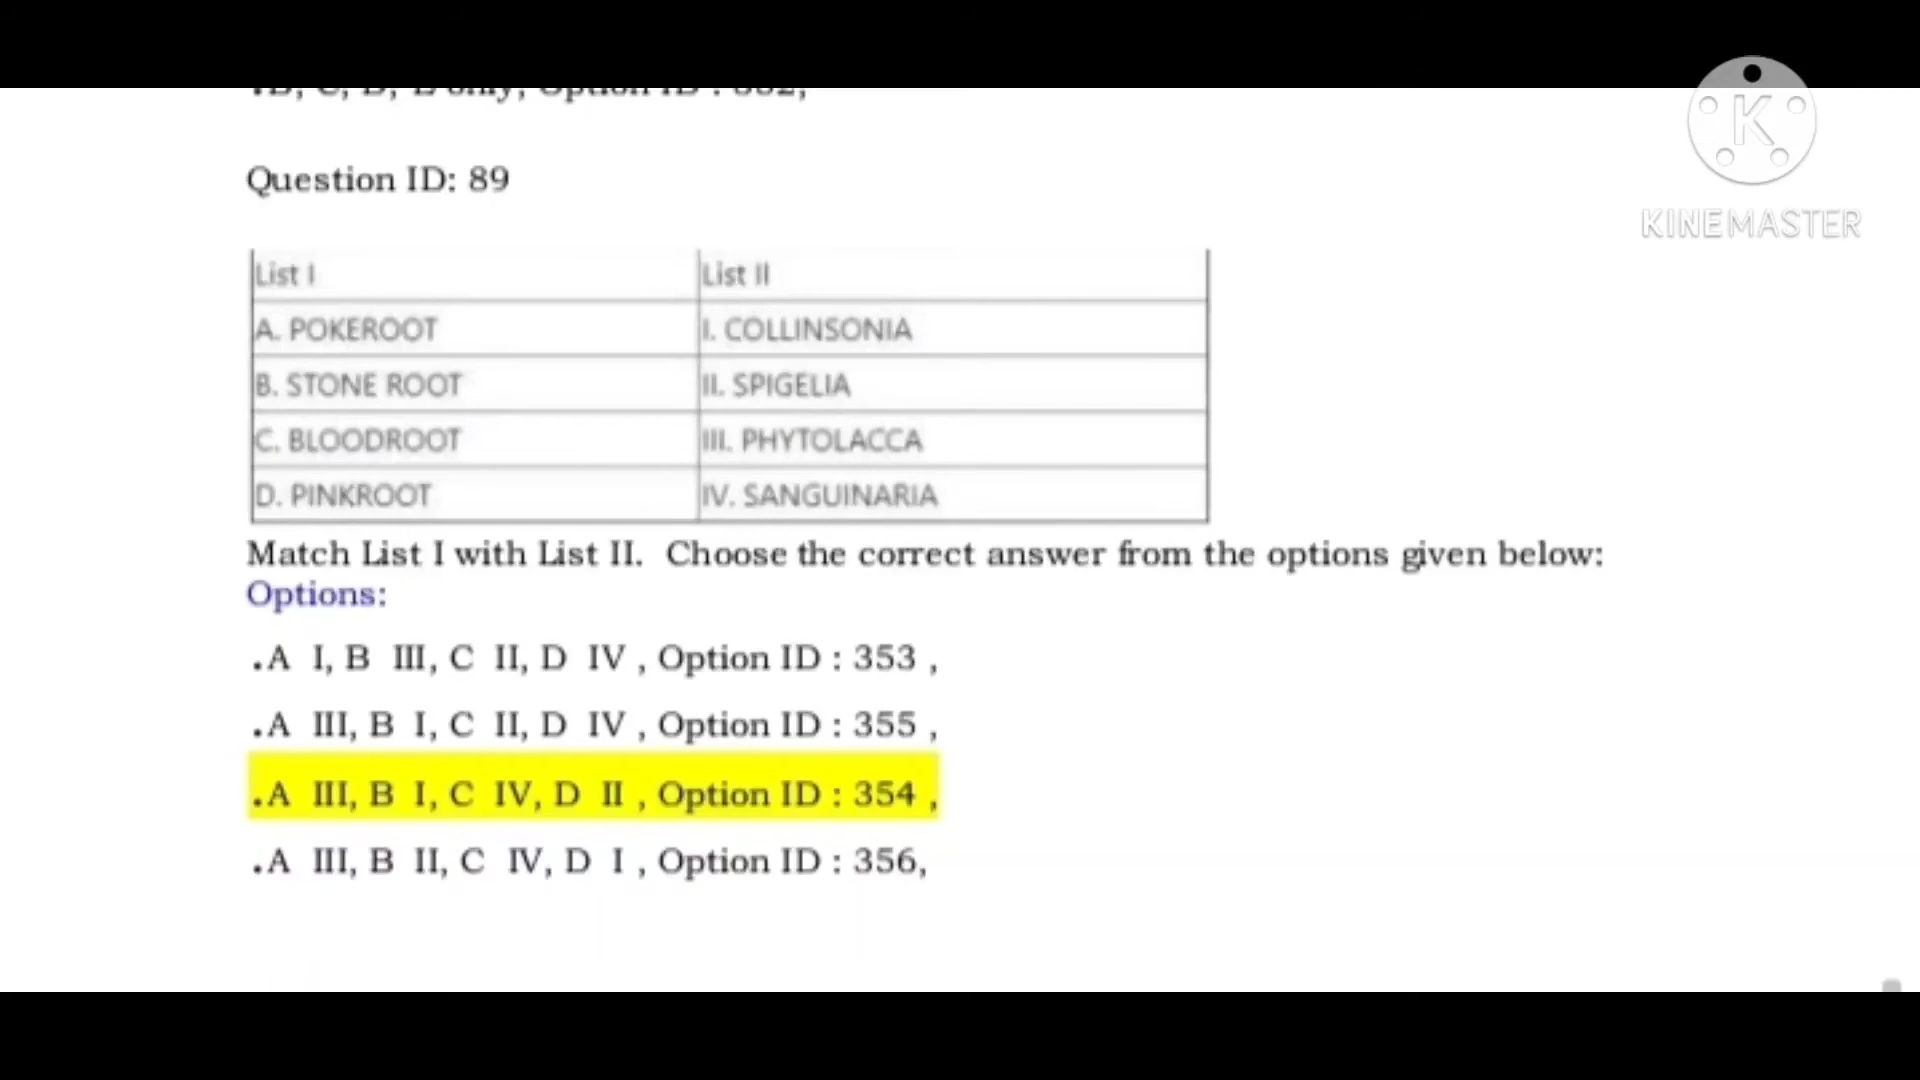 Question ID: 89
K
KINEMASTER
List I List II
A. POKEROOT I. COLLINSONIA
B. STONE ROOT II. SPIGELIA
C. BLOODROOT III. PHYTOLACCA
D. PINKROOT IV. SANGUINARIA
Match List I with List II. Choose the correct answer from the options given below:
Options:
.A I, B III, C II, D IV , Option ID : 353 ,
.A III, B I, C II, D IV , Option ID : 355 ,
.A III, B I, C IV, D II , Option ID : 354 ,
.A III, B II, C IV, D I , Option ID : 356,